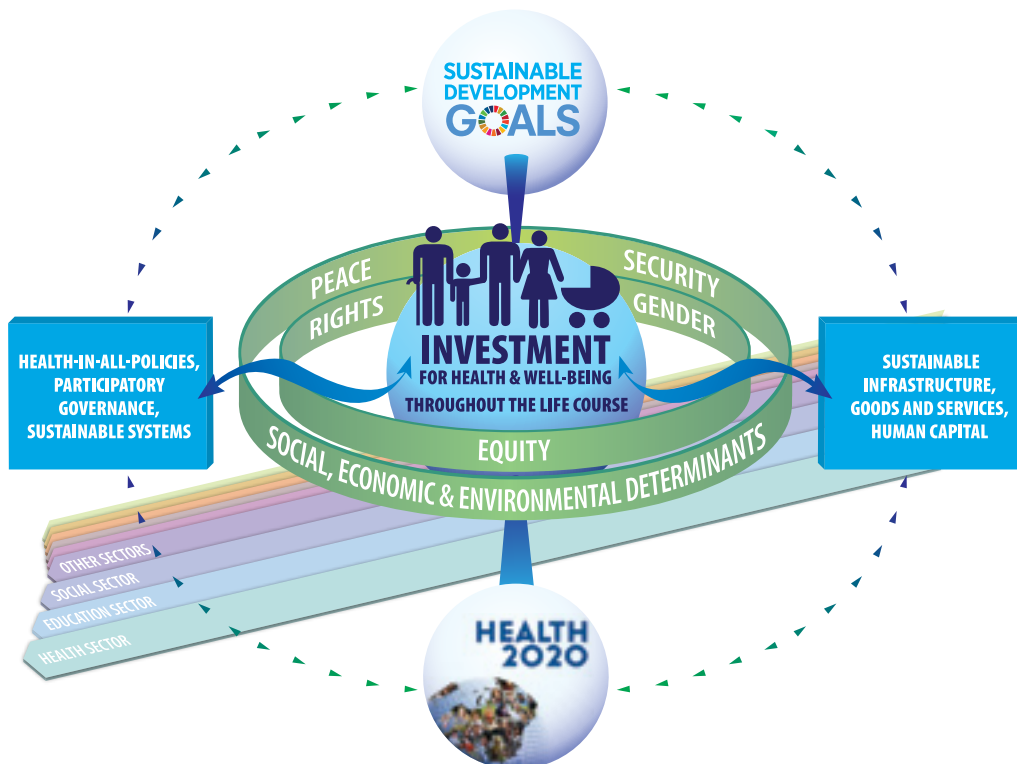 SUSTAINABLE
DEVELOPMENT
GOALS
PEACE
SECURITY
RIGHTS
GENDER
INVESTMENT
FOR HEALTH & WELL-BEING
THROUGHOUT THE LIFE COURSE
HEALTH-IN-ALL-POLICIES,
PARTICIPATORY
GOVERNANCE,
SUSTAINABLE SYSTEMS
SUSTAINABLE
INFRASTRUCTURE,
GOODS AND SERVICES,
HUMAN CAPITAL
EQUITY
SOCIAL, ECONOMIC & ENVIRONMENTAL DETERMINANTS
OTHER SECTORS
SOCIAL SECTOR
EDUCATION SECTOR
HEALTH SECTOR
HEALTH
2020